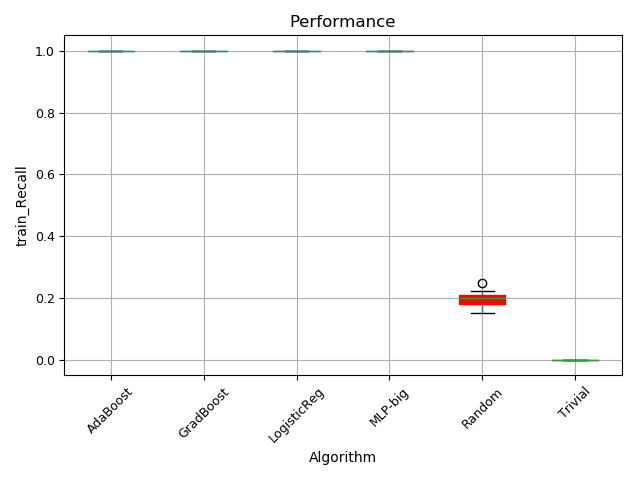 Performance
train_Recall
1.0
0.8
0.6
0.4
0.2
0.0
AdaBoost
GradBoost
LogisticReg
MLP-big
Random
Trivial
Algorithm